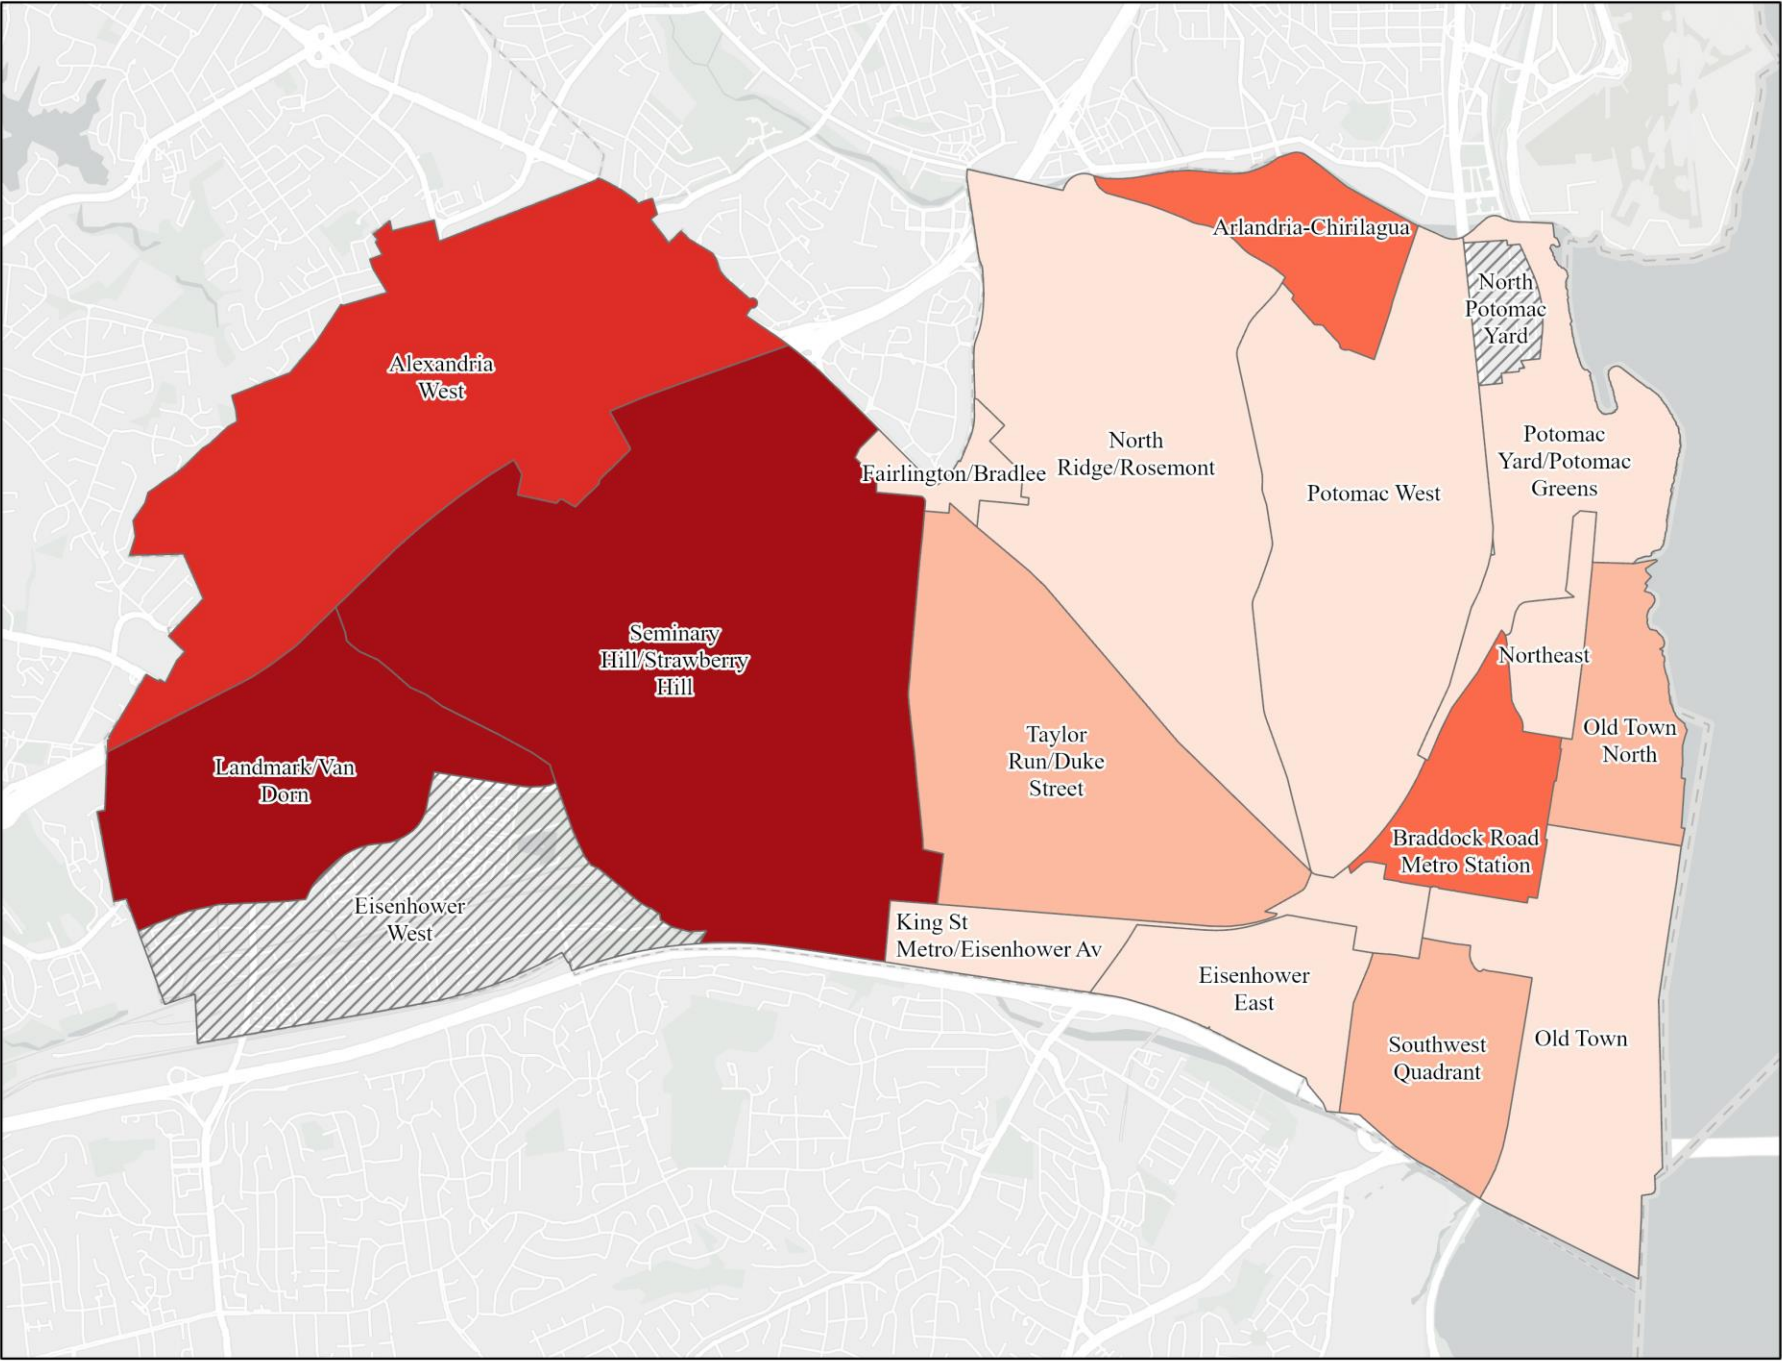 Arlandria-Chirilagua
North
Potomac
Yard
Alexandria
West
North
Ridge/Rosemont
Fairlington/Bradlee
Potomac West
Potomac
Yard/Potomac
Greens
Seminary
Hill/Strawberry
Hill
Northeast
Taylor
Run/Duke
Street
Old Town
North
Landmark/Van
Dorn
Braddock Road
Metro Station
Eisenhower
West
King St
Metro/Eisenhower Av
Eisenhower
East
Southwest
Quadrant
Old Town